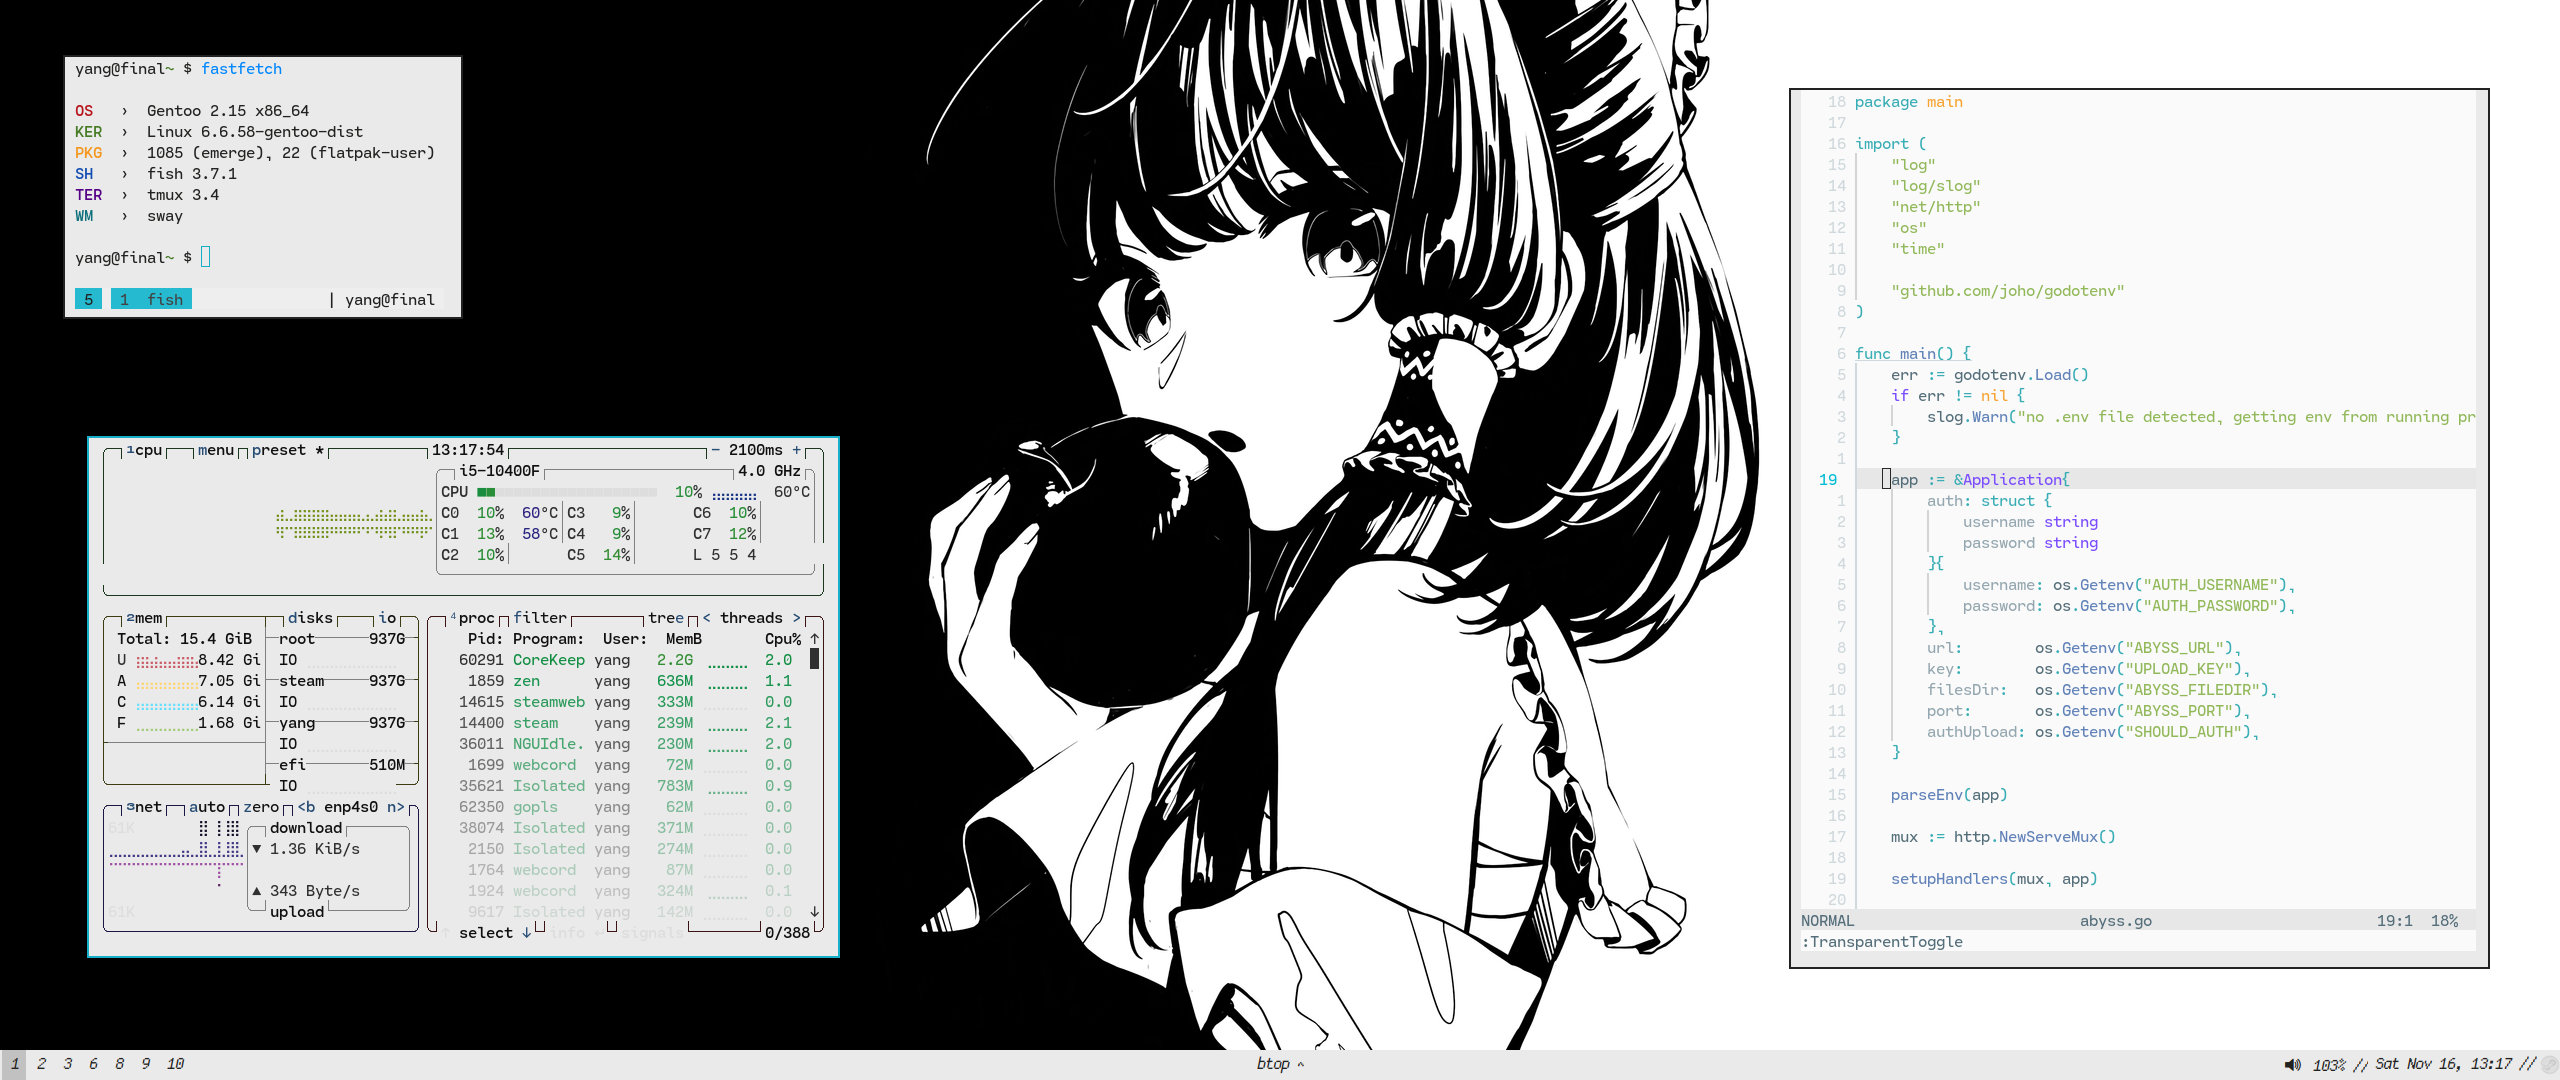 yang@final~ $ fastfetch
OS › Gentoo 2.15 x86_64
KER › Linux 6.6.58-gentoo-dist
PKG › 1085 (emerge), 22 (flatpak-user)
SH › fish 3.7.1
TER › tmux 3.4
WM › sway
yang@final~ $
5 1 fish | yang@final
1cpu menu preset * 13:17:54 - 2100ms +
i5-10400F 4.0 GHz
CPU 10% 60°C
C0 10% 60°C C3 9% C6 10%
C1 13% 58°C C4 9% C7 12%
C2 10% C5 14% L 5 5 4
2mem disks io
Total: 15.4 GiB root 937G
U 8.42 Gi IO
A 7.05 Gi steam 937G
C 6.14 Gi IO
F 1.68 Gi yang 937G
IO
efi 510M
IO
3net auto zero <b enp4s0 n>
61K download
▼ 1.36 KiB/s
▲ 343 Byte/s
61K upload
4proc filter tree < threads >
Pid: Program: User: MemB Cpu% ↑
60291 CoreKeep yang 2.2G 2.0
1859 zen yang 636M 1.1
14615 steamweb yang 333M 0.0
14400 steam yang 239M 2.1
36011 NGUIdle. yang 230M 2.0
1699 webcord yang 72M 0.0
35621 Isolated yang 783M 0.9
62350 gopls yang 62M 0.0
38074 Isolated yang 371M 0.0
2150 Isolated yang 274M 0.0
1764 webcord yang 87M 0.0
1924 webcord yang 324M 0.1
9617 Isolated yang 142M 0.0 ↓
↑ select ↓ info ↵ signals 0/388
18 package main
17
16 import (
15 "log"
14 "log/slog"
13 "net/http"
12 "os"
11 "time"
10
9 "github.com/joho/godotenv"
8 )
7
6 func main() {
5 err := godotenv.Load()
4 if err != nil {
3 slog.Warn("no .env file detected, getting env from running pr
2 }
1
19 app := &Application{
1 auth: struct {
2 username string
3 password string
4 }{
5 username: os.Getenv("AUTH_USERNAME"),
6 password: os.Getenv("AUTH_PASSWORD"),
7 },
8 url: os.Getenv("ABYSS_URL"),
9 key: os.Getenv("UPLOAD_KEY"),
10 filesDir: os.Getenv("ABYSS_FILEDIR"),
11 port: os.Getenv("ABYSS_PORT"),
12 authUpload: os.Getenv("SHOULD_AUTH"),
13 }
14
15 parseEnv(app)
16
17 mux := http.NewServeMux()
18
19 setupHandlers(mux, app)
20
NORMAL abyss.go 19:1 18%
:TransparentToggle
1 2 3 6 8 9 10 btop ^ 103% // Sat Nov 16, 13:17 //